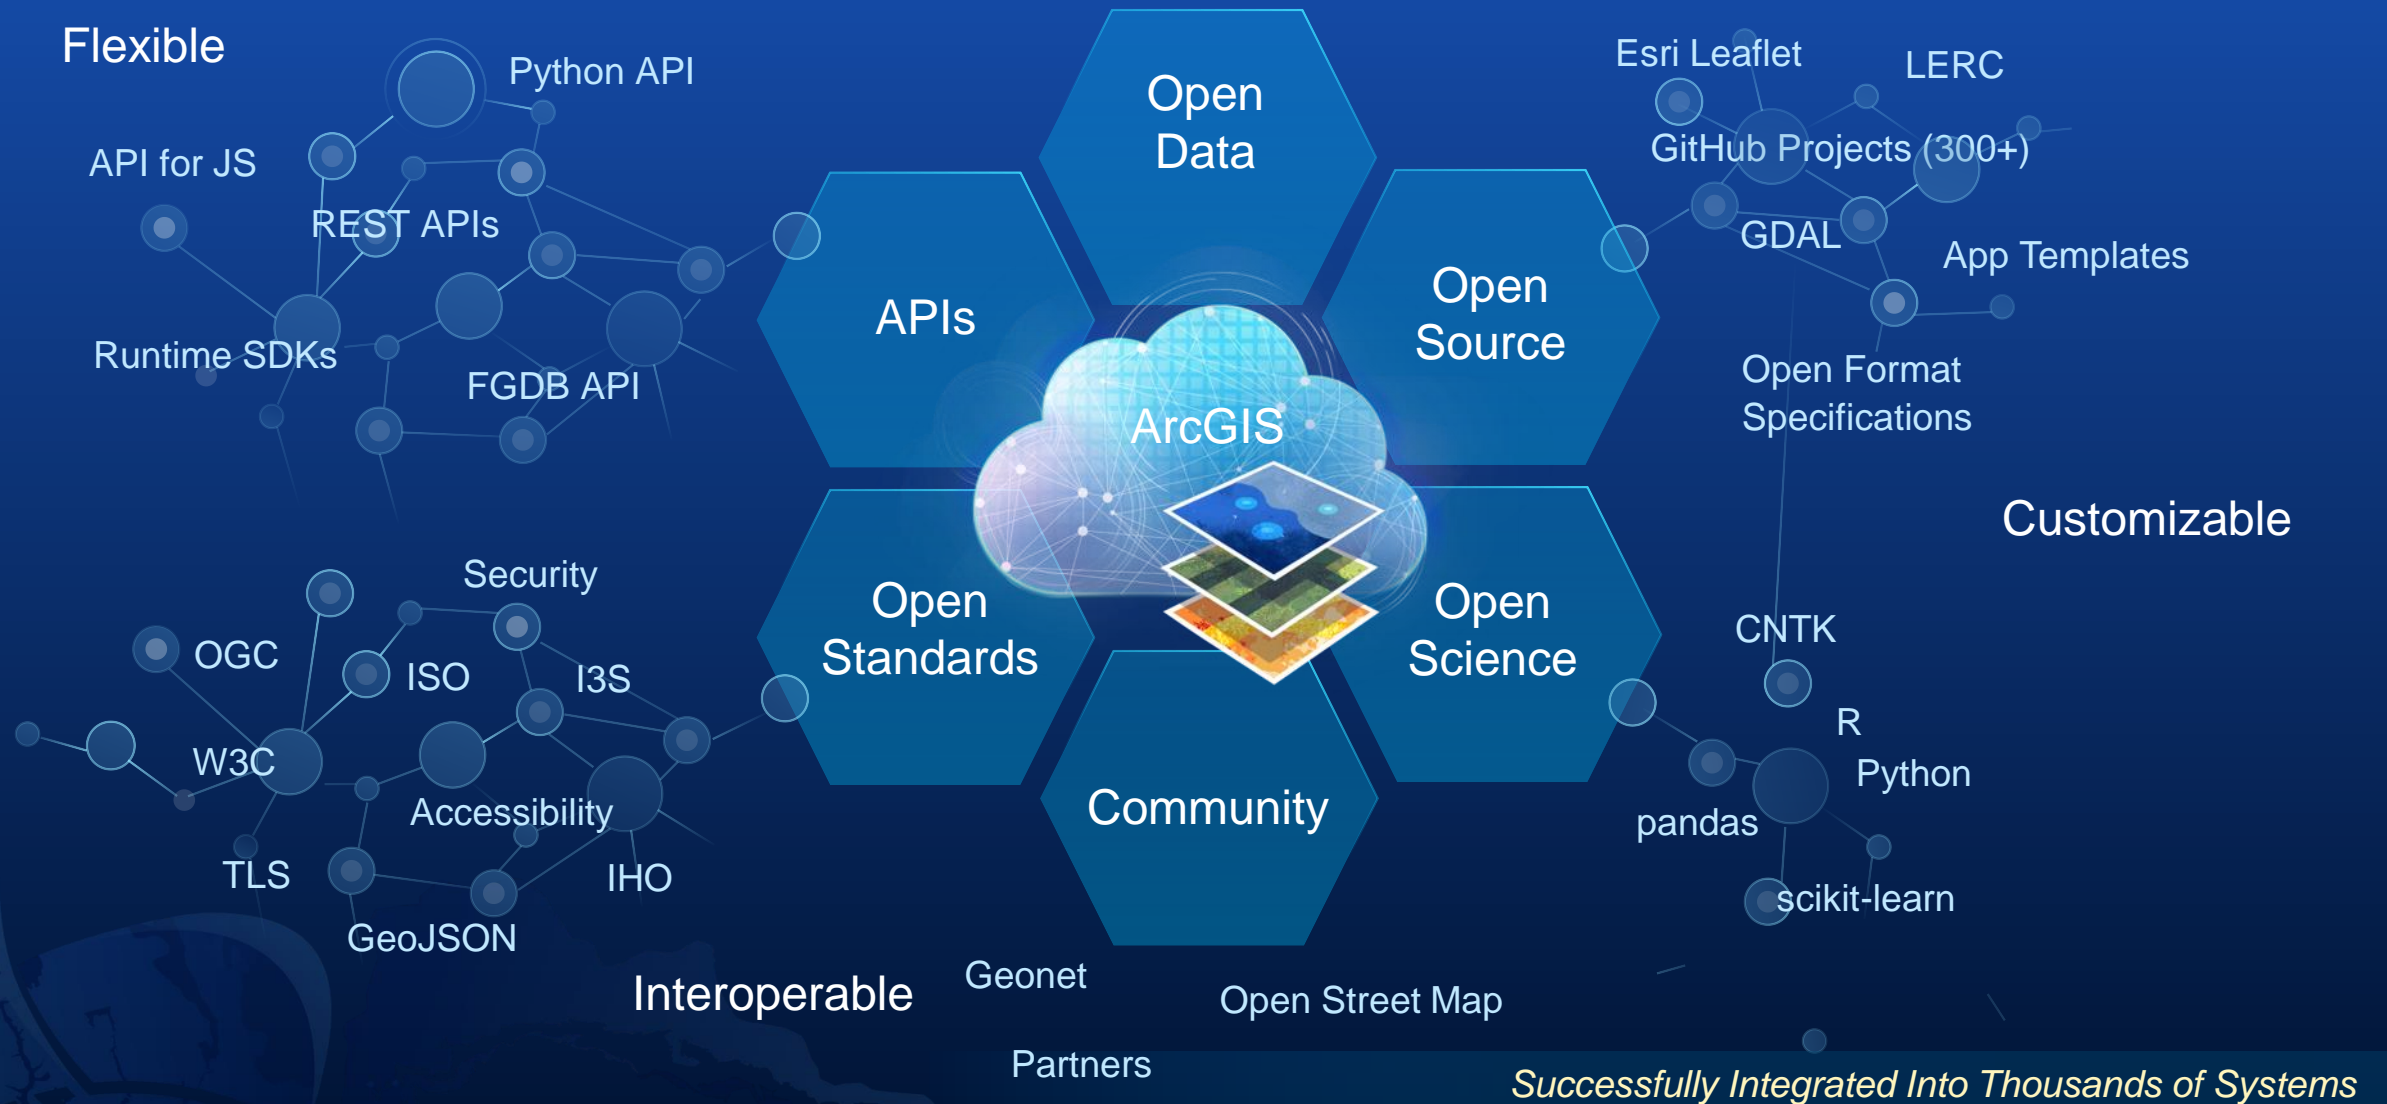 Flexible
Python API
API for JS
REST APIs
Runtime SDKs
FGDB API
Open
Data
APIs
Open
Source
ArcGIS
Open
Standards
Open
Science
Community
Esri Leaflet
LERC
GitHub Projects (300+)
GDAL
App Templates
Open Format
Specifications
Customizable
Security
OGC
ISO
I3S
W3C
Accessibility
TLS
IHO
GeoJSON
CNTK
R
Python
pandas
scikit-learn
Interoperable
Geonet
Open Street Map
Partners
Successfully Integrated Into Thousands of Systems